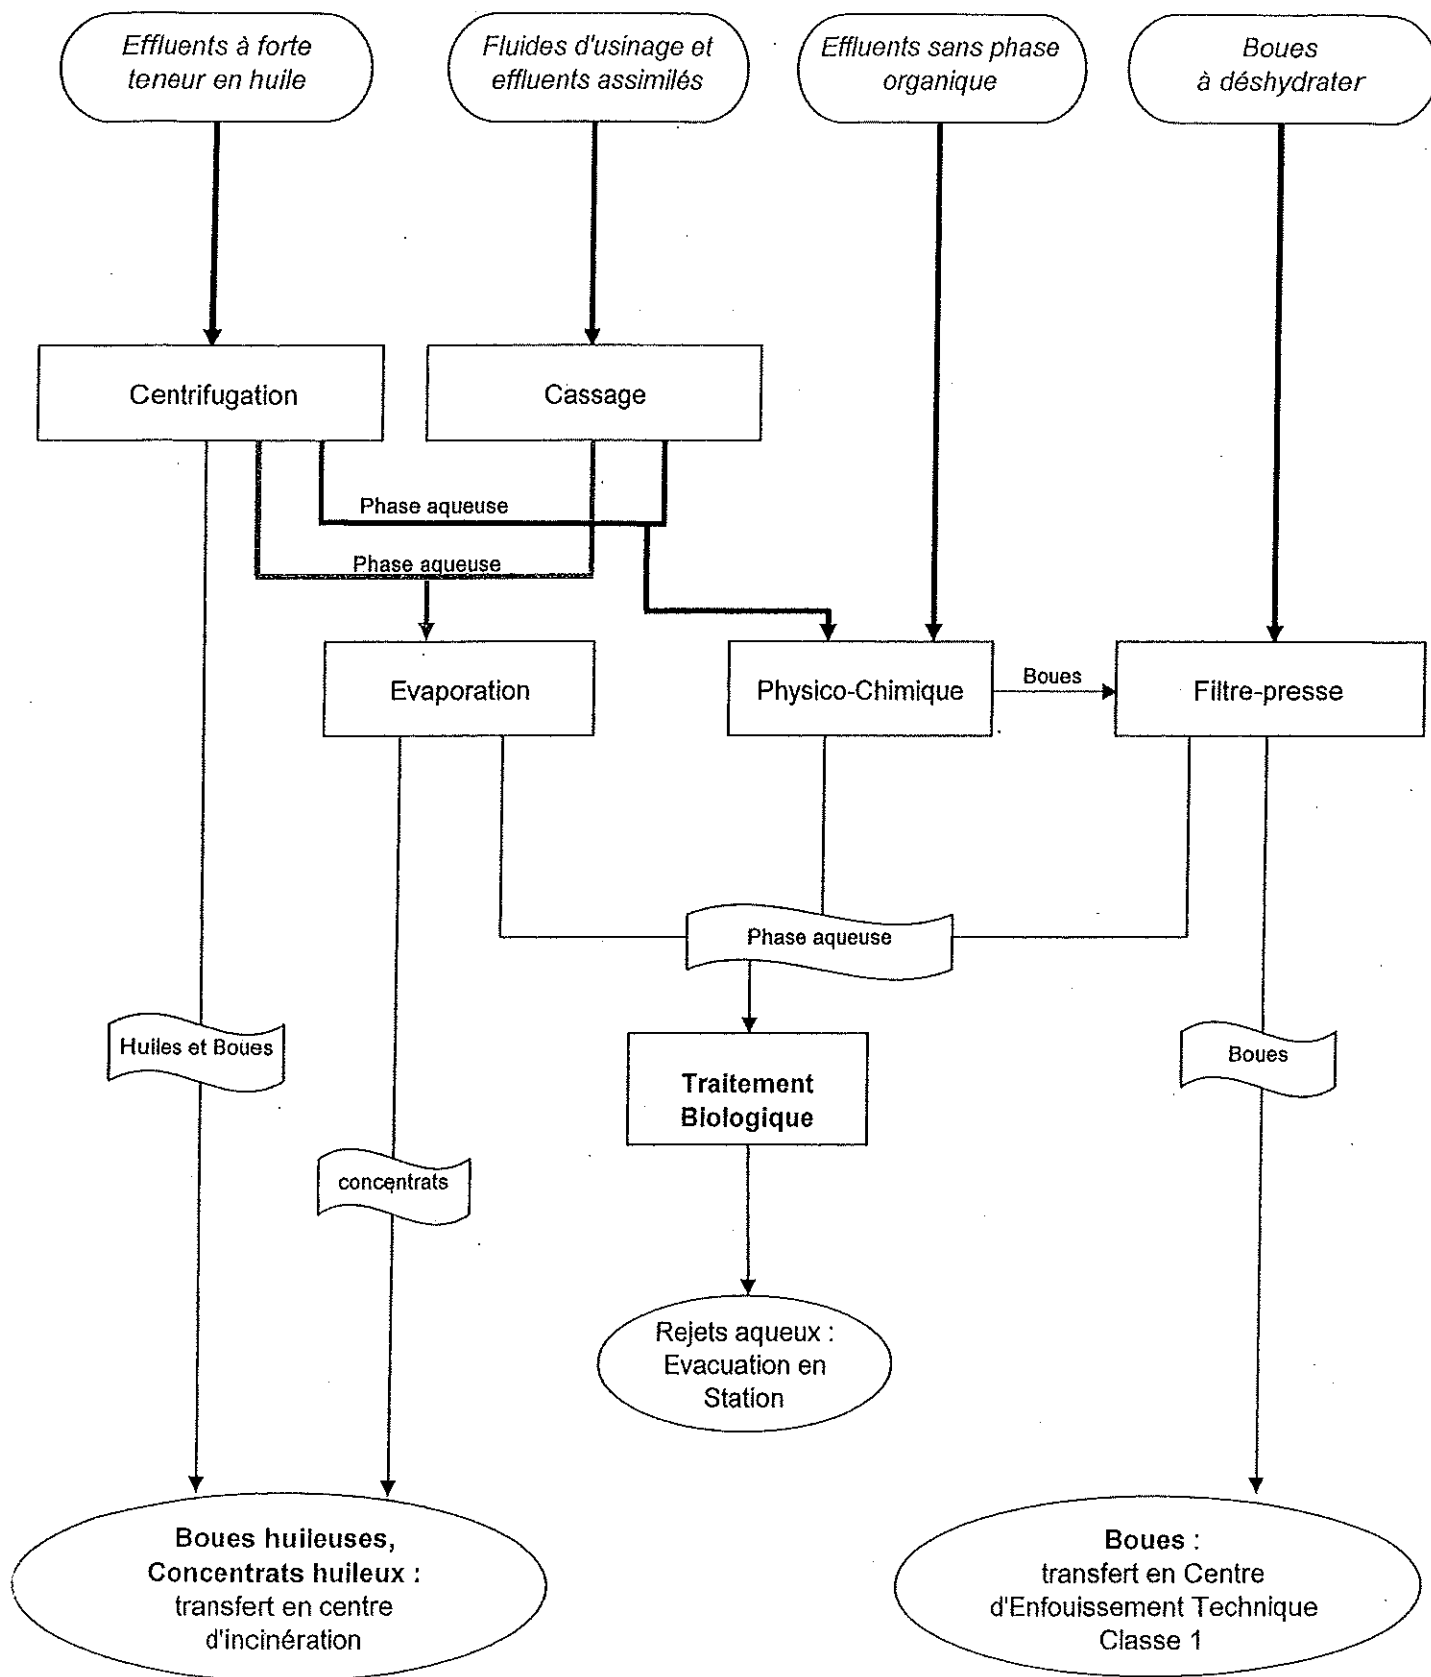 Effluents à forte
teneur en huile
Fluides d'usinage et
effluents assimilés
Effluents sans phase
organique
Boues
à déshydrater
Centrifugation
Cassage
Phase aqueuse
Phase aqueuse
Evaporation
Physico-Chimique
Boues
Filtre-presse
Phase aqueuse
Huiles et Boues
Boues
Traitement
Biologique
concentrats
Rejets aqueux :
Evacuation en
Station
Boues huileuses,
Concentrats huileux :
transfert en centre
d'incinération
Boues :
transfert en Centre
d'Enfouissement Technique
Classe 1